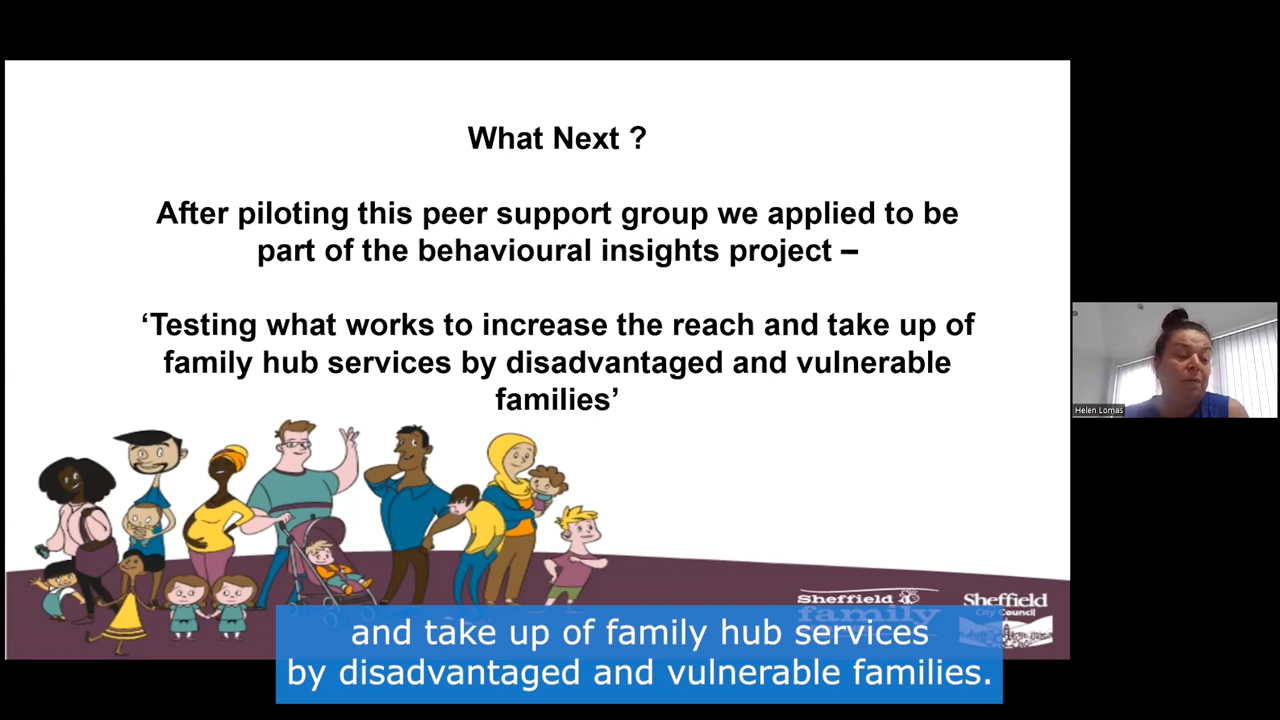 What Next ?
After piloting this peer support group we applied to be
part of the behavioural insights project –
‘Testing what works to increase the reach and take up of
family hub services by disadvantaged and vulnerable
families’
Helen Lomas
Sheffield
family
Sheffield
City Council
and take up of family hub services
by disadvantaged and vulnerable families.